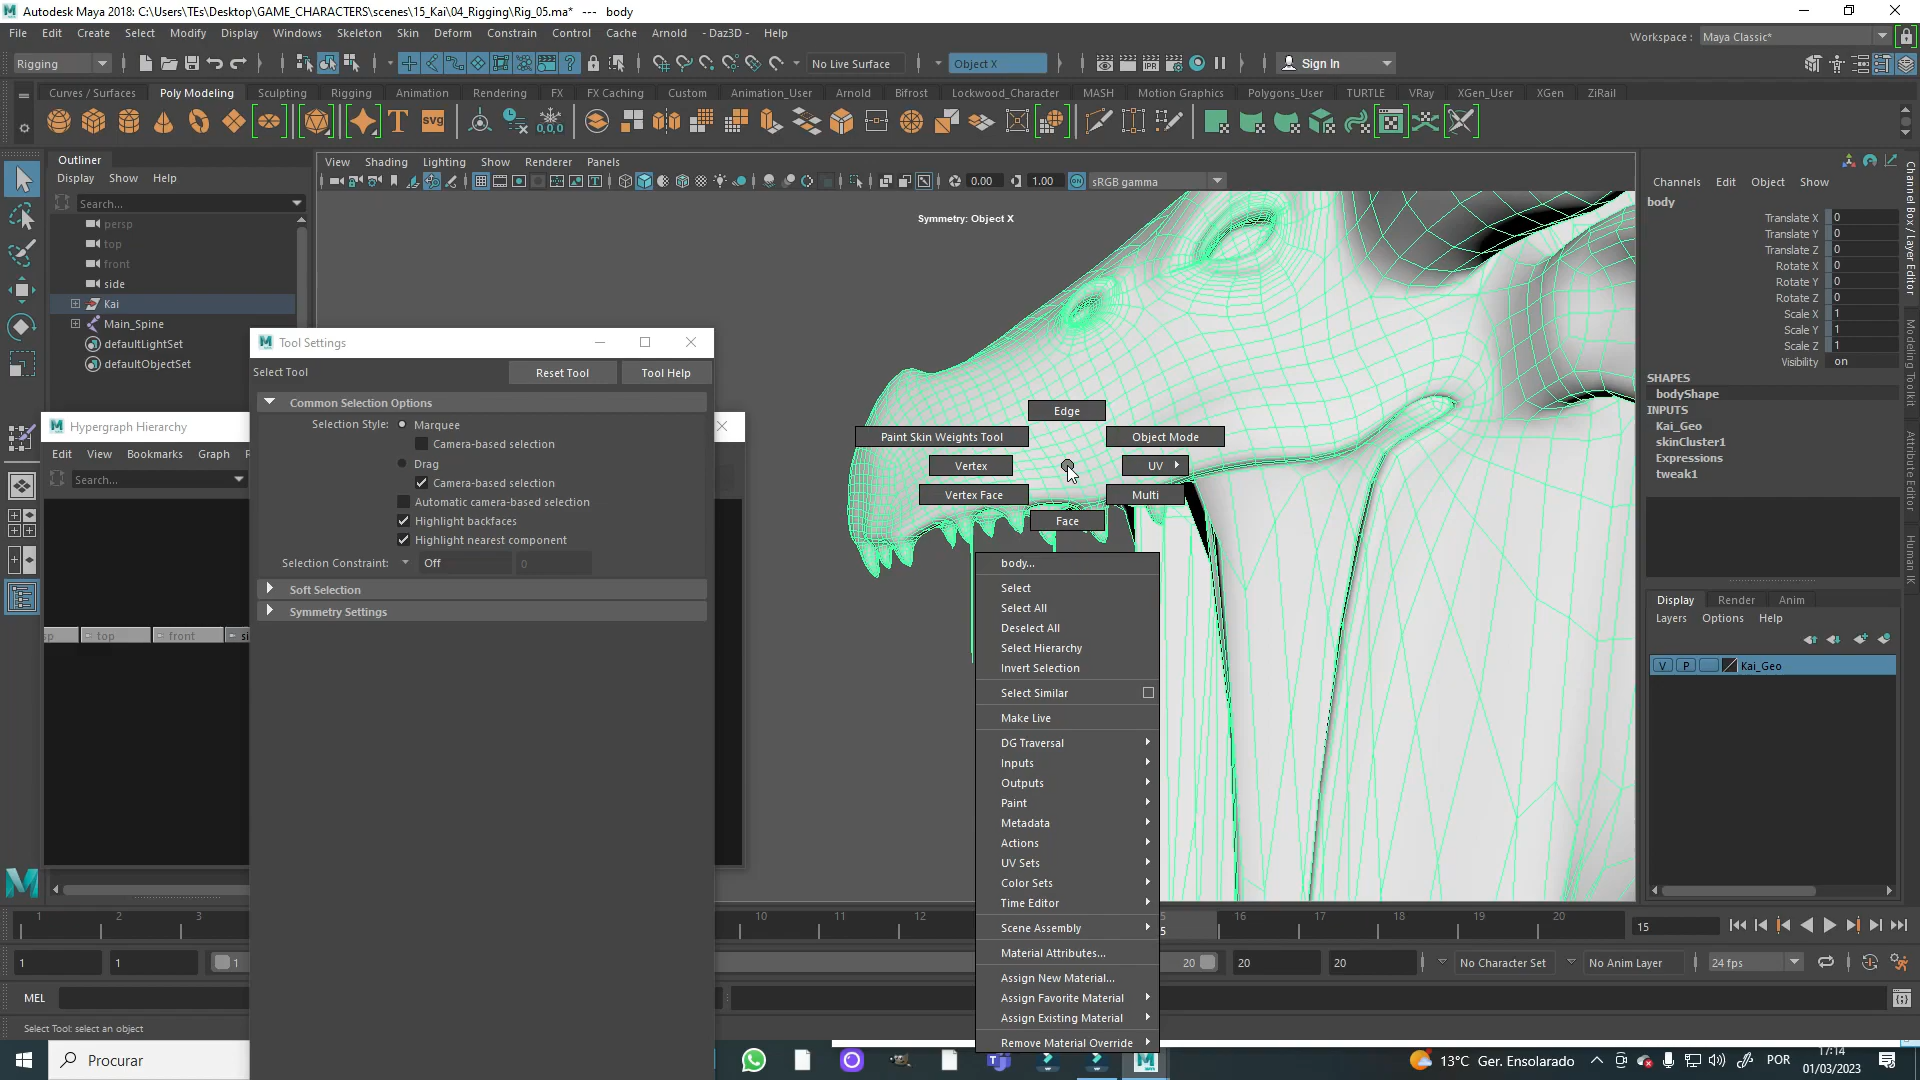 Autodesk Maya 2018: C:\Users\TEs\Desktop\GAME_CHARACTERS\scenes\15_Kai\04_Rigging\Rig_05.ma* --- body
File Edit Create Select Modify Display Windows Skeleton Skin Deform Constrain Control Cache Arnold - Daz3D - Help
Workspace : Maya Classic*
Rigging
No Live Surface
Object X
Sign In
Curves / Surfaces Poly Modeling Sculpting Rigging Animation Rendering FX FX Caching Custom Animation_User Arnold Bifrost Lockwood_Character MASH Motion Graphics Polygons_User TURTLE VRay XGen_User XGen ZiRail
T SVG 0,0,0
Outliner
Display Show Help
Search...
persp
top
front
side
Kai
Main_Spine
defaultLightSet
defaultObjectSet
View Shading Lighting Show Renderer Panels
0.00 1.00 sRGB gamma
Symmetry: Object X
Tool Settings
Select Tool
Reset Tool
Tool Help
Common Selection Options
Selection Style: Marquee
Camera-based selection
Drag
Camera-based selection
Automatic camera-based selection
Highlight backfaces
Highlight nearest component
Selection Constraint: Off 0
Soft Selection
Symmetry Settings
Hypergraph Hierarchy
Edit View Bookmarks Graph
Search...
top front
Edge
Paint Skin Weights Tool
Object Mode
Vertex
UV
Vertex Face
Multi
Face
body...
Select
Select All
Deselect All
Select Hierarchy
Invert Selection
Select Similar
Make Live
DG Traversal
Inputs
Outputs
Paint
Metadata
Actions
UV Sets
Color Sets
Time Editor
Scene Assembly
Material Attributes...
Assign New Material...
Assign Favorite Material
Assign Existing Material
Remove Material Override
Channels Edit Object Show
body
Translate X 0
Translate Y 0
Translate Z 0
Rotate X 0
Rotate Y 0
Rotate Z 0
Scale X 1
Scale Y 1
Scale Z 1
Visibility on
SHAPES
bodyShape
INPUTS
Kai_Geo
skinCluster1
Expressions
tweak1
Display Render Anim
Layers Options Help
V P Kai_Geo
Channel Box / Layer Editor
Modeling Toolkit
Attribute Editor
Human IK
1 2 3 10 11 12 16 17 18 19 20
15
1 1 1 20 20 20
No Character Set
No Anim Layer
24 fps
MEL
Select Tool: select an object
Procurar
13°C Ger. Ensolarado
POR
17:14
01/03/2023